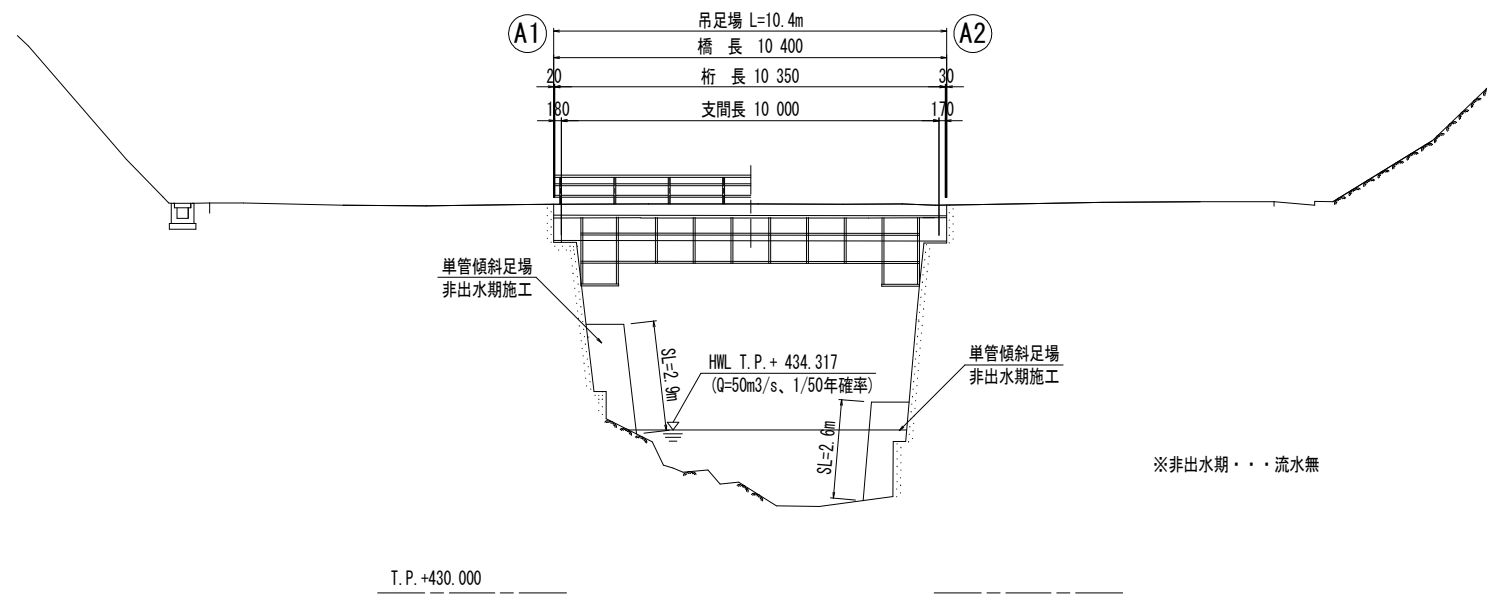 吊足場 L=10.4m
A1
A2
橋 長 10 400
20
桁 長 10 350
30
180
支間長 10 000
170
単管傾斜足場
非出水期施工
SL=2.9m
HWL T.P.+ 434.317
(Q=50m3/s、1/50年確率)
単管傾斜足場
非出水期施工
SL=2.6m
※非出水期・・・流水無
T.P.+430.000